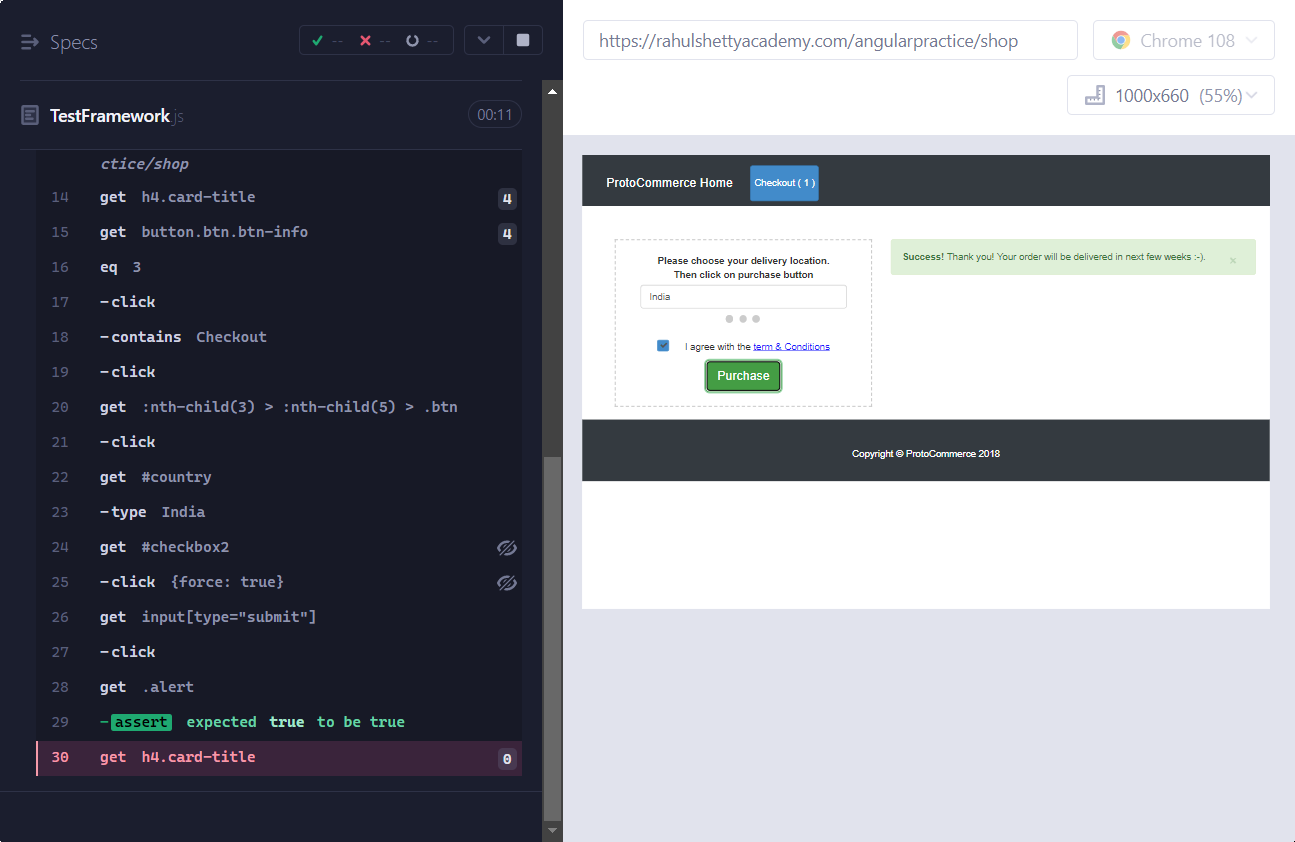 Specs
-- -- --
TestFramework.js 00:11
ctice/shop
14 get h4.card-title 4
15 get button.btn.btn-info 4
16 eq 3
17 -click
18 -contains Checkout
19 -click
20 get :nth-child(3) > :nth-child(5) > .btn
21 -click
22 get #country
23 -type India
24 get #checkbox2
25 -click {force: true}
26 get input[type="submit"]
27 -click
28 get .alert
29 -assert expected true to be true
30 get h4.card-title 0
https://rahulshettyacademy.com/angularpractice/shop
Chrome 108
1000x660 (55%)
ProtoCommerce Home Checkout ( 1 )
Please choose your delivery location.
Then click on purchase button
India
I agree with the term & Conditions
Purchase
Success! Thank you! Your order will be delivered in next few weeks :-). ×
Copyright © ProtoCommerce 2018